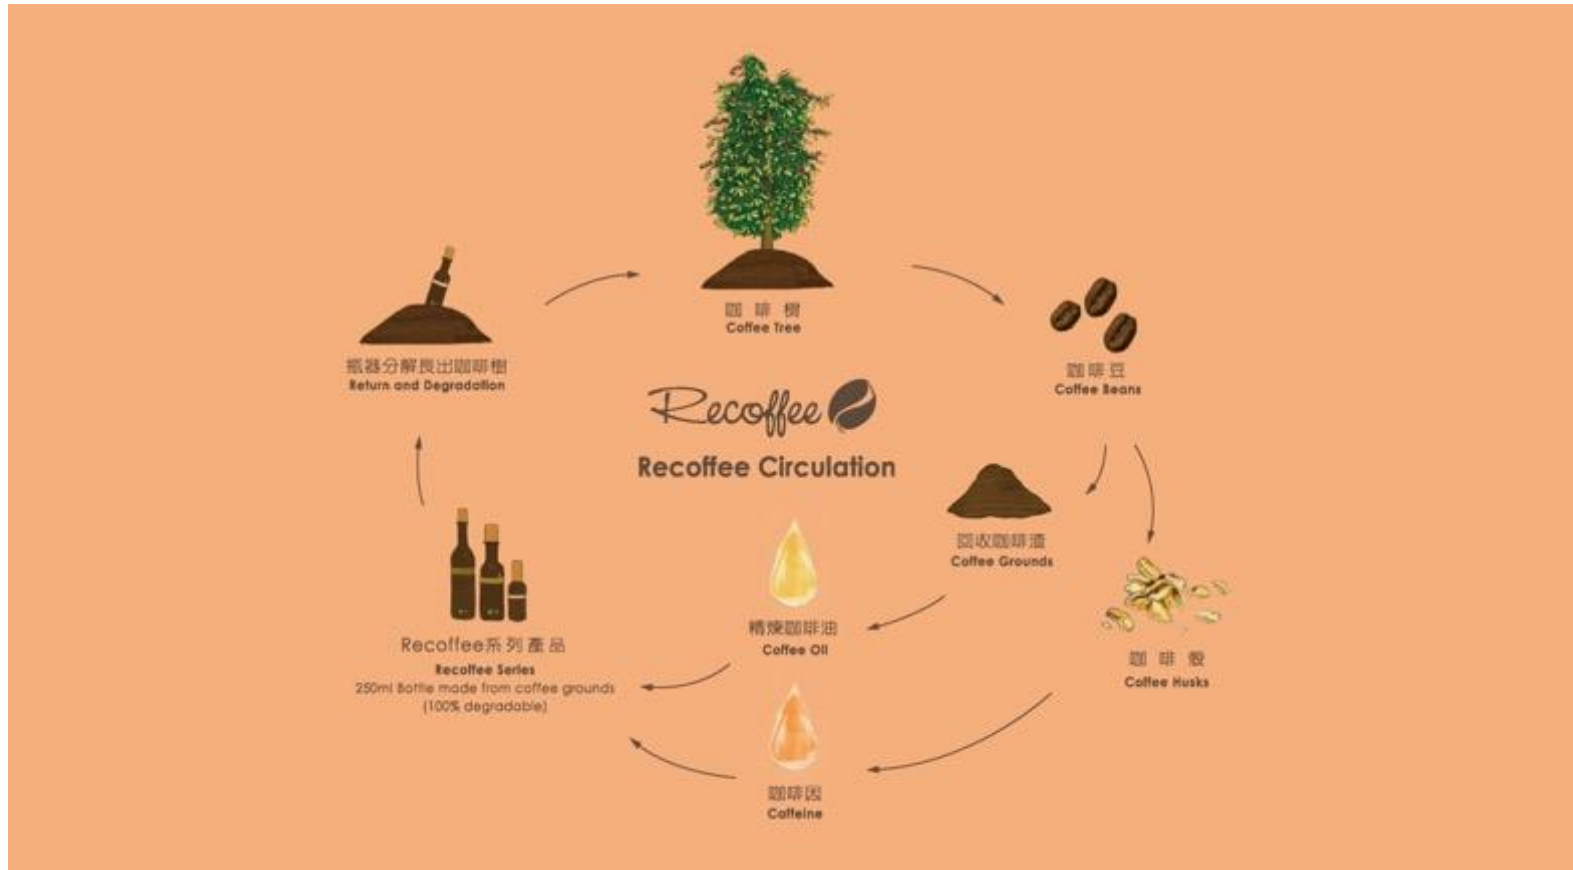 咖啡樹
Coffee Tree
咖啡豆
Coffee Beans
瓶器分解長出咖啡樹
Return and Degradation
Recoffee
Recoffee Circulation
回收咖啡渣
Coffee Grounds
精煉咖啡油
Coffee Oil
咖啡殼
Coffee Husks
Recoffee系列產品
Recoffee Series
250ml Bottle made from coffee grounds
(100% degradable)
咖啡因
Caffeine